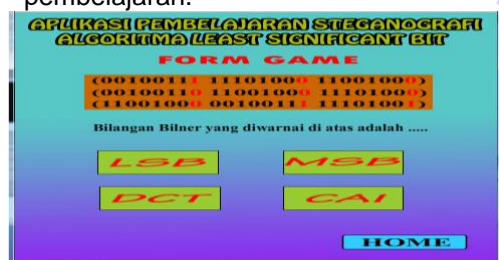 pembelajaran.
APLIKASI PEMBELAJARAN STEGANOGRAFI
ALGORITMA LEAST SIGNIFICANT BIT
FORM GAME
(00100111 11101000 11001000)
(00100110 11001000 11101000)
(11001000 00100111 11101001)
Bilangan Bilner yang diwarnai di atas adalah .....
LSB MSB
DCT CAI
HOME